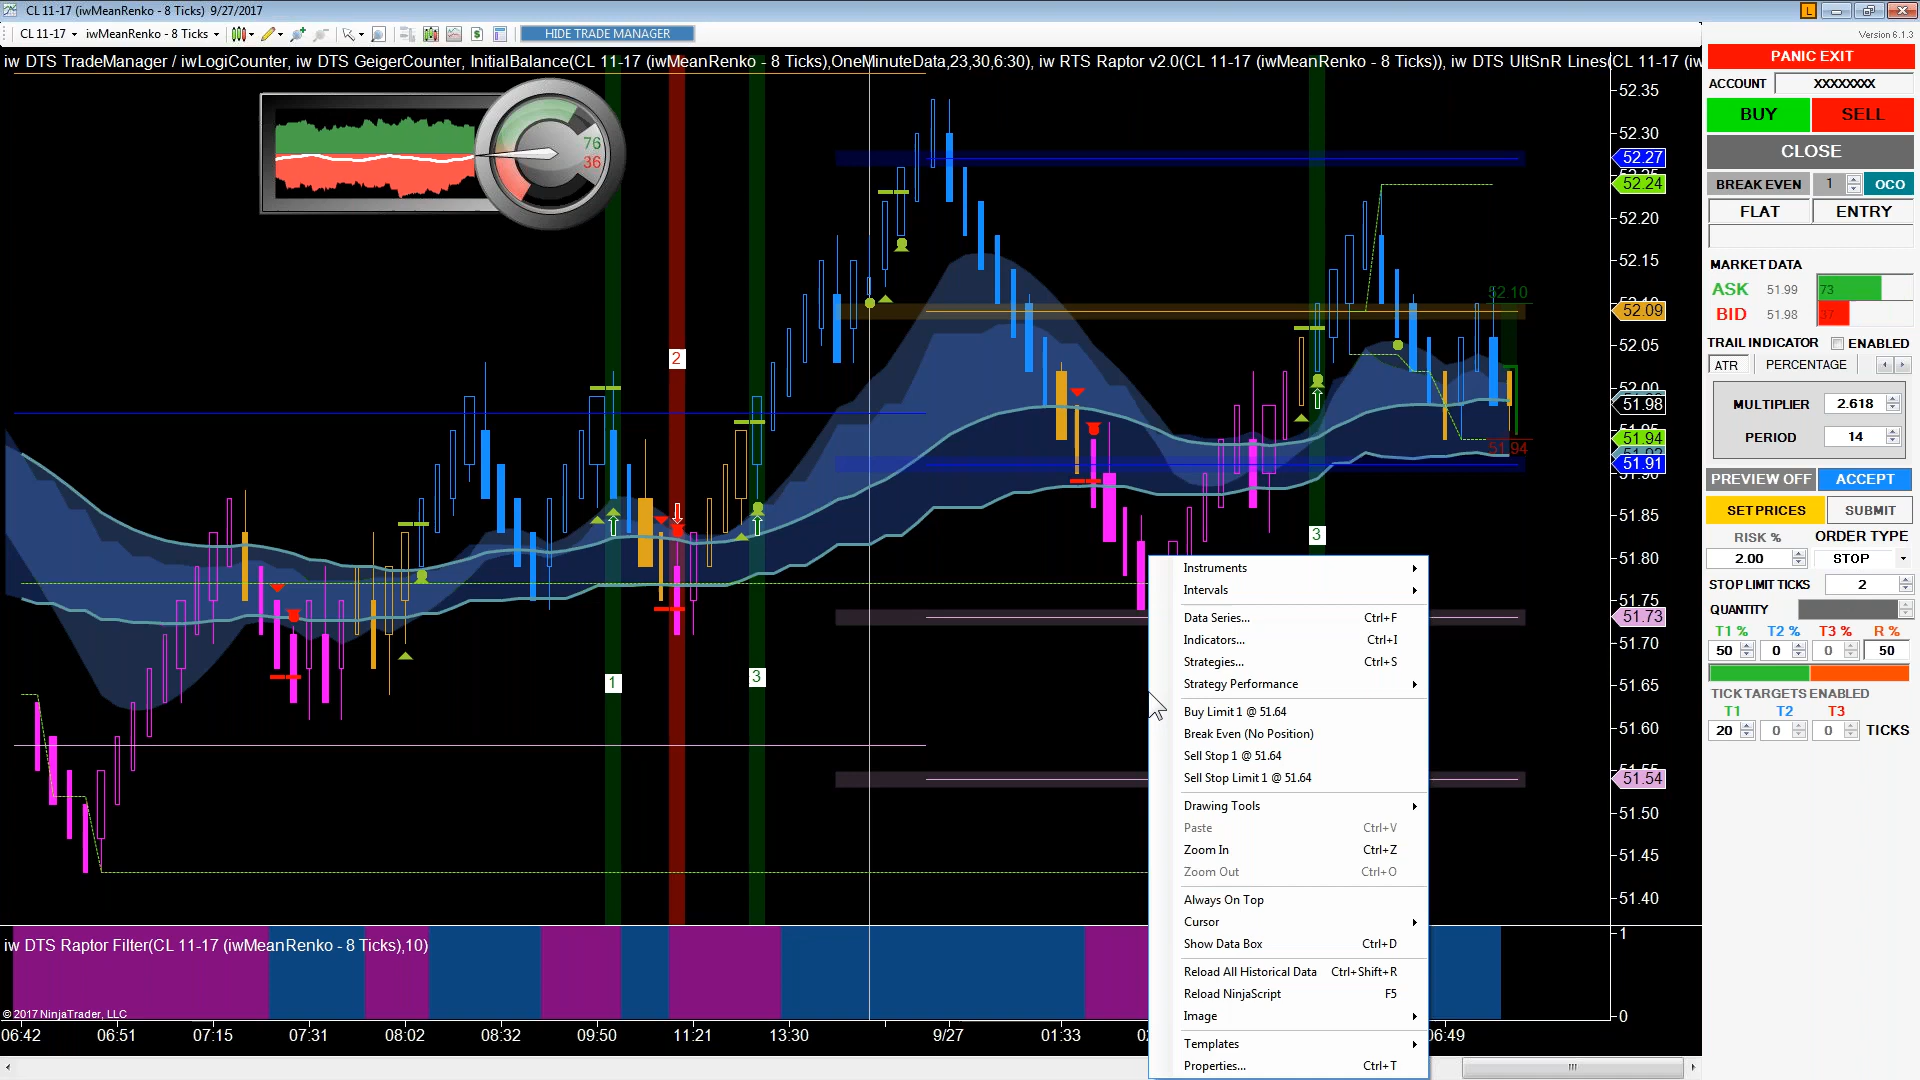 CL 11-17 (iwMeanRenko - 8 Ticks) 9/27/2017
L
CL 11-17 iwMeanRenko - 8 Ticks HIDE TRADE MANAGER
Version 6.1.3
iw DTS TradeManager / iwLogiCounter, iw DTS GeigerCounter, InitialBalance(CL 11-17 (iwMeanRenko - 8 Ticks),OneMinuteData,23,30,6:30), iw RTS Raptor v2.0(CL 11-17 (iwMeanRenko - 8 Ticks)), iw DTS UltSnR Lines(CL 11-17 (iw
76
36
2
1
3
3
52.10
51.94
52.35
52.30
52.27
52.24
52.20
52.15
52.09
52.05
52.00
51.98
51.94
51.91
51.90
51.85
51.80
51.75
51.73
51.70
51.65
51.60
51.54
51.50
51.45
51.40
1
0
PANIC EXIT
ACCOUNT XXXXXXXX
BUY SELL
CLOSE
BREAK EVEN 1 OCO
FLAT ENTRY
MARKET DATA
ASK 51.99 73
BID 51.98 37
TRAIL INDICATOR ENABLED
ATR PERCENTAGE
MULTIPLIER 2.618
PERIOD 14
PREVIEW OFF ACCEPT
SET PRICES SUBMIT
RISK % ORDER TYPE
2.00 STOP
STOP LIMIT TICKS 2
QUANTITY
T1 % T2 % T3 % R %
50 0 0 50
TICK TARGETS ENABLED
T1 T2 T3
20 0 0 TICKS
Instruments
Intervals
Data Series... Ctrl+F
Indicators... Ctrl+I
Strategies... Ctrl+S
Strategy Performance
Buy Limit 1 @ 51.64
Break Even (No Position)
Sell Stop 1 @ 51.64
Sell Stop Limit 1 @ 51.64
Drawing Tools
Paste Ctrl+V
Zoom In Ctrl+Z
Zoom Out Ctrl+O
Always On Top
Cursor
Show Data Box Ctrl+D
Reload All Historical Data Ctrl+Shift+R
Reload NinjaScript F5
Image
Templates
Properties... Ctrl+T
iw DTS Raptor Filter(CL 11-17 (iwMeanRenko - 8 Ticks),10)
© 2017 NinjaTrader, LLC
06:42 06:51 07:15 07:31 08:02 08:32 09:50 11:21 13:30 9/27 01:33 06:49